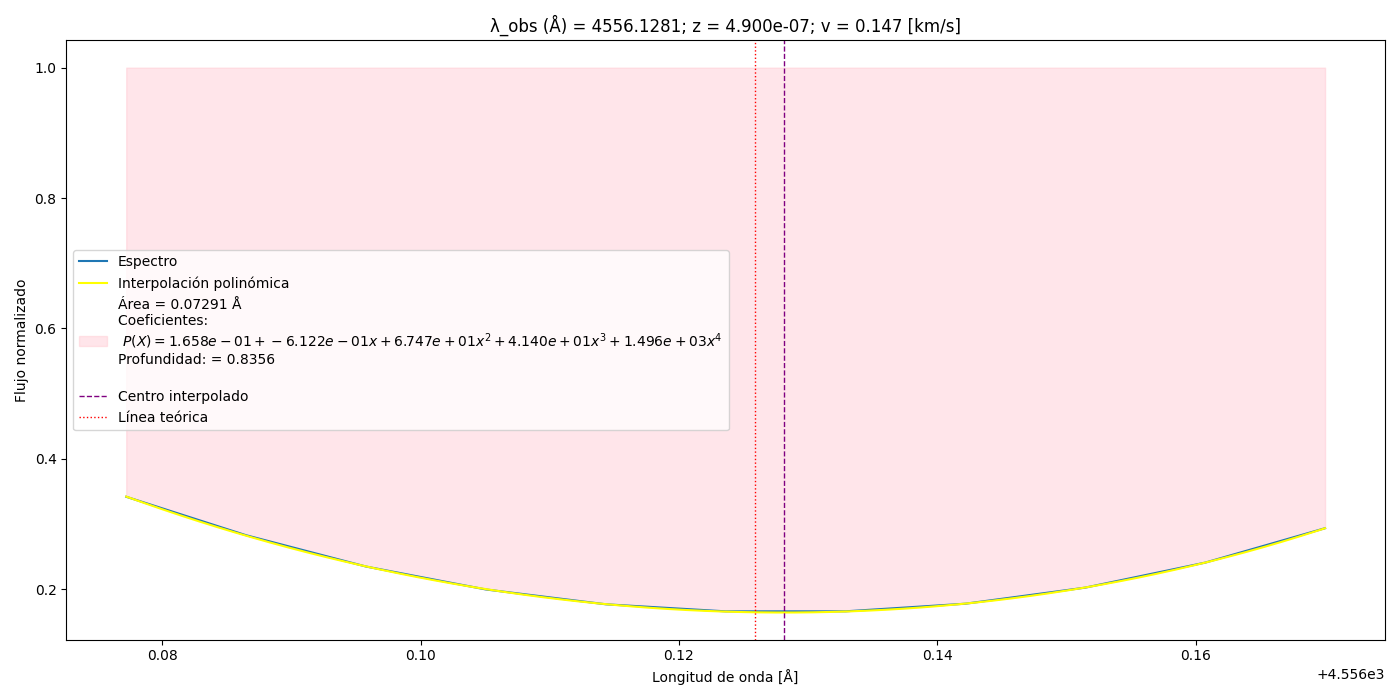 λ_obs (Å) = 4556.1281; z = 4.900e-07; v = 0.147 [km/s]
Flujo normalizado
1.0
0.8
0.6
0.4
0.2
Espectro
Interpolación polinómica
Área = 0.07291 Å
Coeficientes:
P(X) = 1.658e − 01 + −6.122e − 01x + 6.747e + 01x² + 4.140e + 01x³ + 1.496e + 03x⁴
Profundidad: = 0.8356
Centro interpolado
Línea teórica
0.08 0.10 0.12 0.14 0.16
+4.556e3
Longitud de onda [Å]